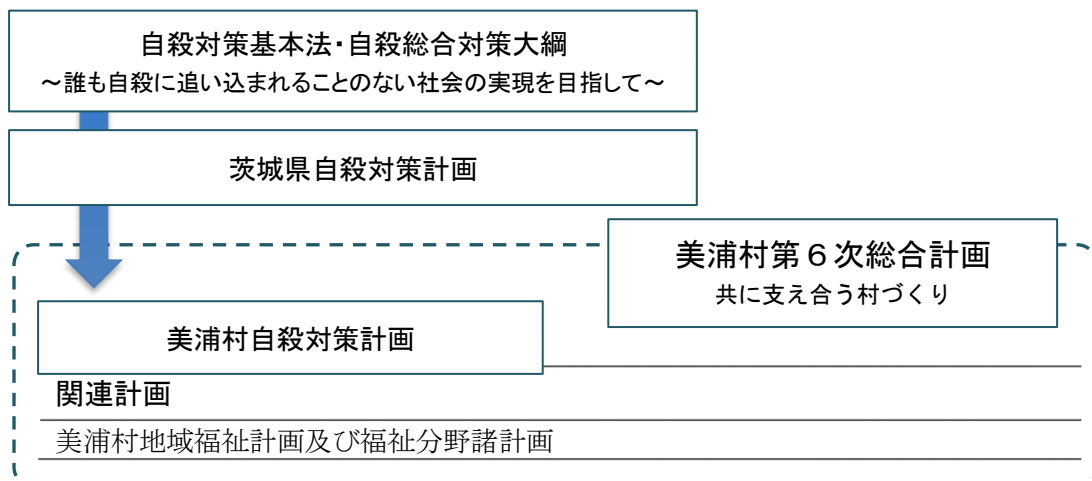 自殺対策基本法・自殺総合対策大綱
～誰も自殺に追い込まれることのない社会の実現を目指して～
茨城県自殺対策計画
美浦村第６次総合計画
共に支え合う村づくり
美浦村自殺対策計画
関連計画
美浦村地域福祉計画及び福祉分野諸計画